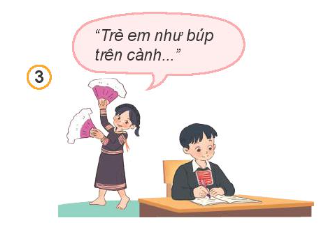 “Trẻ em như búp
trên cành...”
3